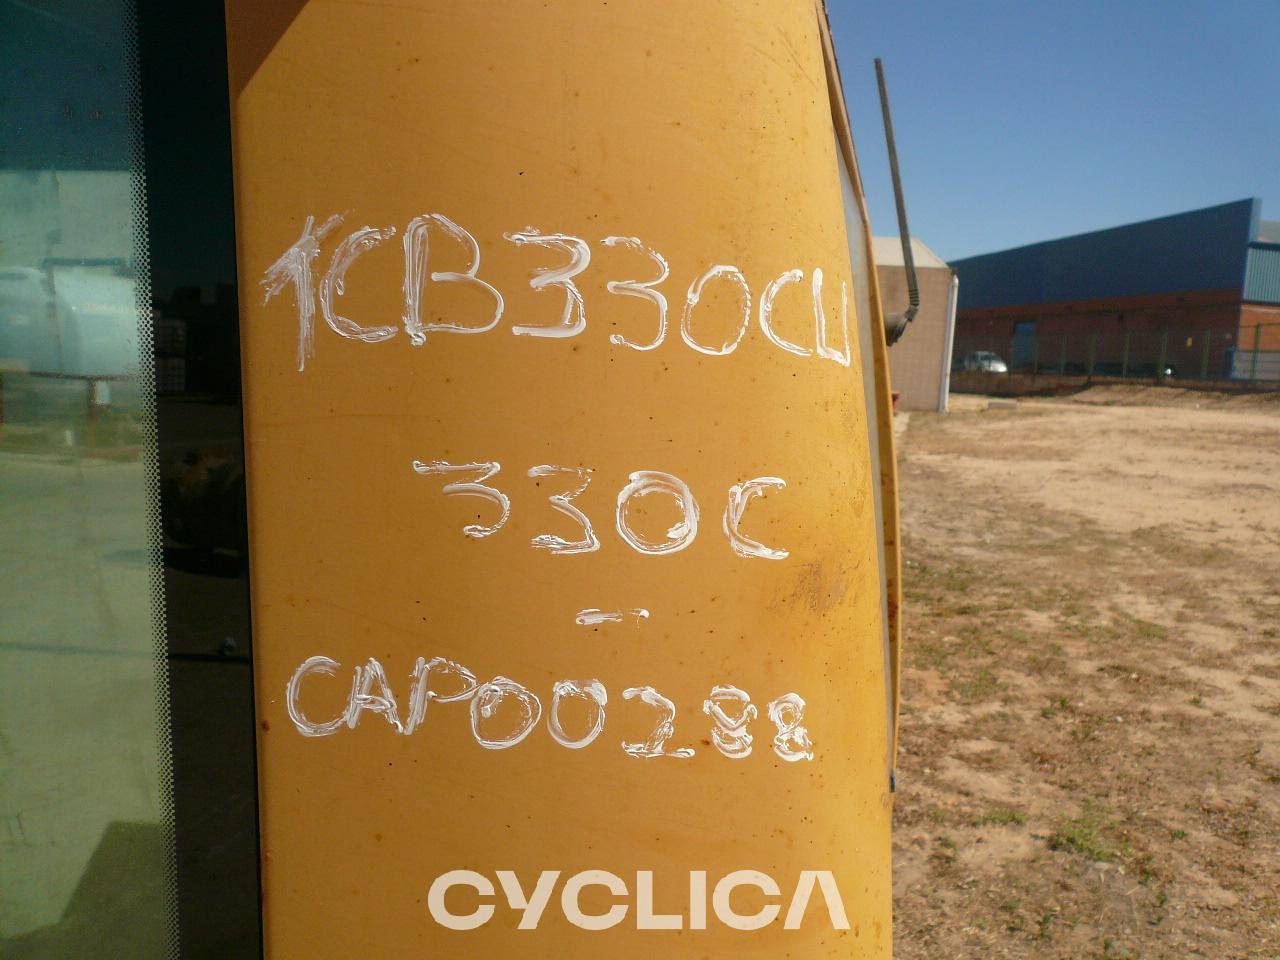 1CB330CU
330C
-
CAP00288
CYCLICA